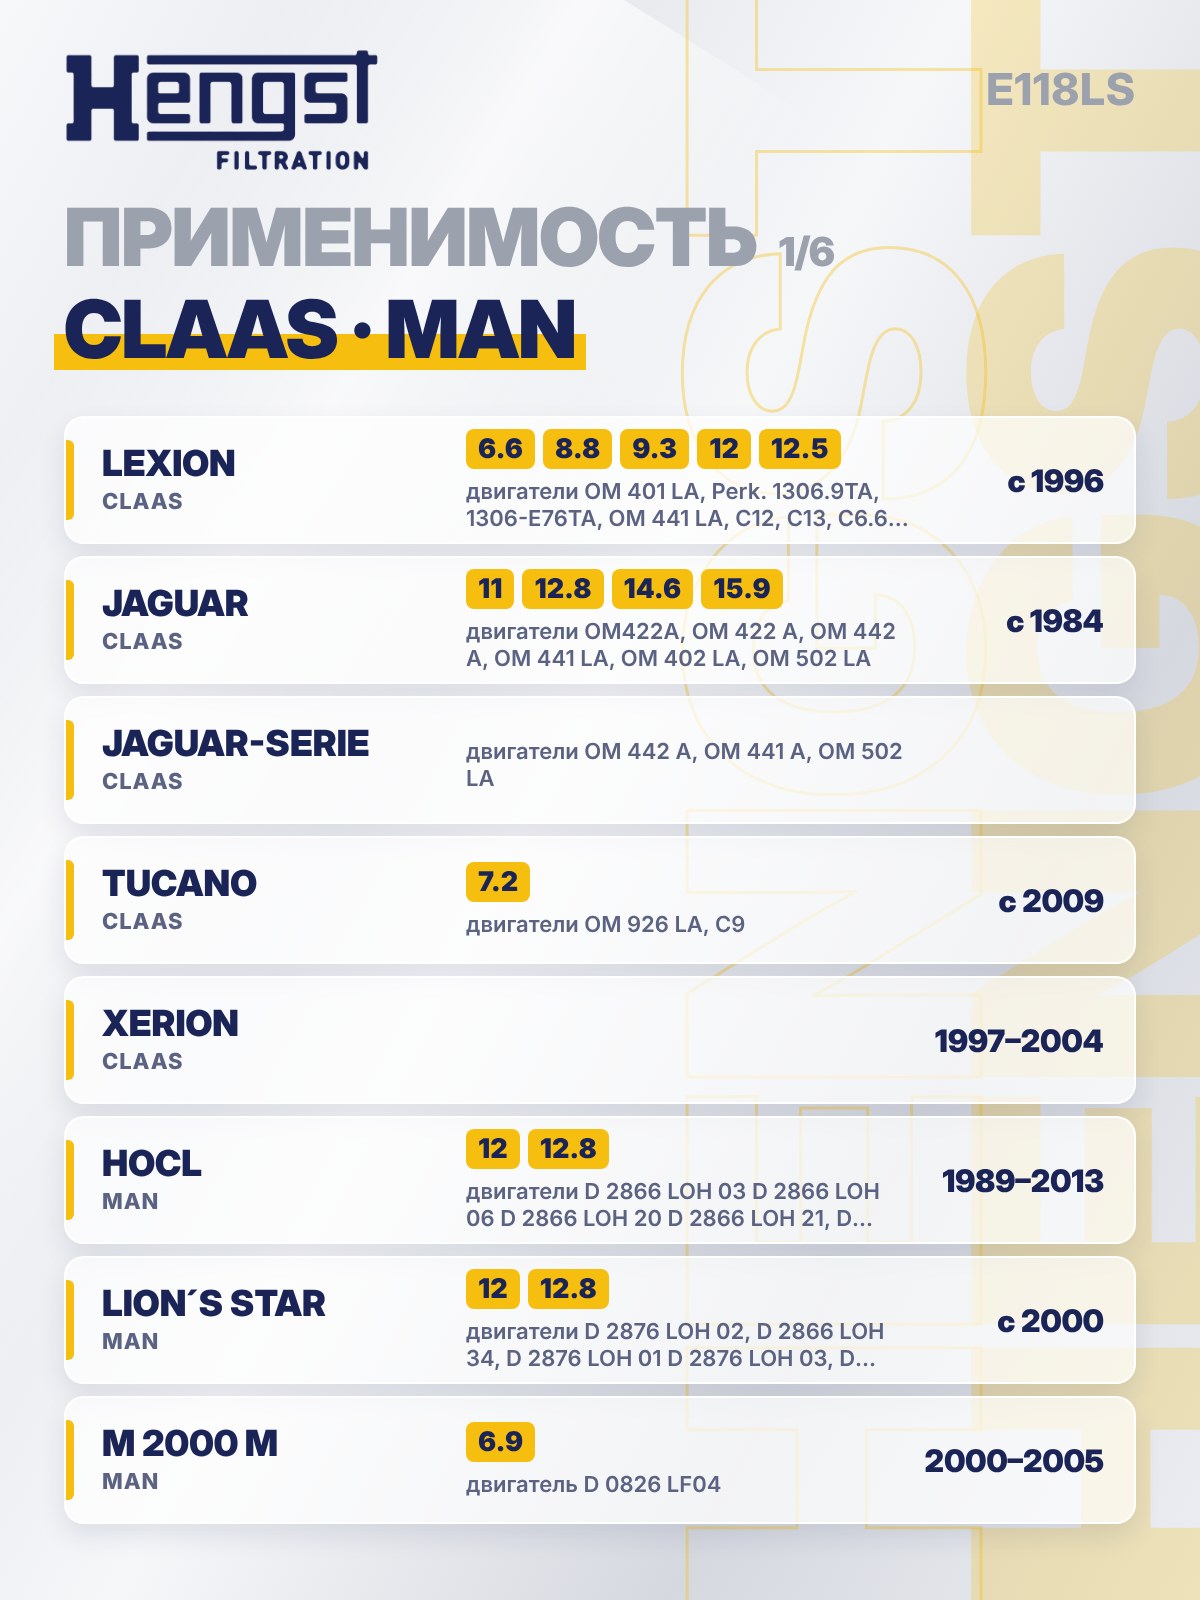 Hengst
FILTRATION
E118LS
ПРИМЕНИМОСТЬ 1/6
CLAAS · MAN
LEXION
CLAAS
6.6 8.8 9.3 12 12.5
двигатели OM 401 LA, Perk. 1306.9TA,
1306-E76TA, OM 441 LA, C12, C13, C6.6...
с 1996
JAGUAR
CLAAS
11 12.8 14.6 15.9
двигатели OM422A, OM 422 A, OM 442
A, OM 441 LA, OM 402 LA, OM 502 LA
с 1984
JAGUAR-SERIE
CLAAS
двигатели OM 442 A, OM 441 A, OM 502
LA
TUCANO
CLAAS
7.2
двигатели OM 926 LA, C9
с 2009
XERION
CLAAS
1997–2004
HOCL
MAN
12 12.8
двигатели D 2866 LOH 03 D 2866 LOH
06 D 2866 LOH 20 D 2866 LOH 21, D...
1989–2013
LION´S STAR
MAN
12 12.8
двигатели D 2876 LOH 02, D 2866 LOH
34, D 2876 LOH 01 D 2876 LOH 03, D...
с 2000
M 2000 M
MAN
6.9
двигатель D 0826 LF04
2000–2005
HENGST